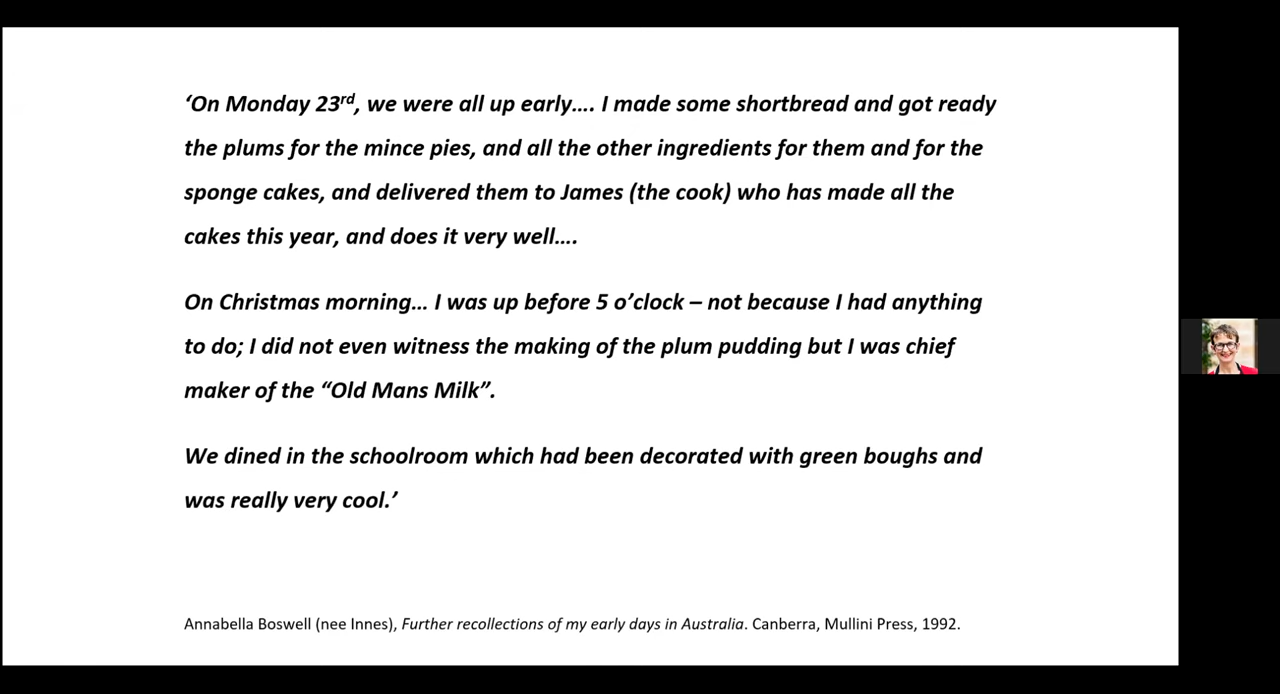 ‘On Monday 23rd, we were all up early.... I made some shortbread and got ready
the plums for the mince pies, and all the other ingredients for them and for the
sponge cakes, and delivered them to James (the cook) who has made all the
cakes this year, and does it very well....
On Christmas morning... I was up before 5 o’clock – not because I had anything
to do; I did not even witness the making of the plum pudding but I was chief
maker of the “Old Mans Milk”.
We dined in the schoolroom which had been decorated with green boughs and
was really very cool.’
Annabella Boswell (nee Innes), Further recollections of my early days in Australia. Canberra, Mullini Press, 1992.